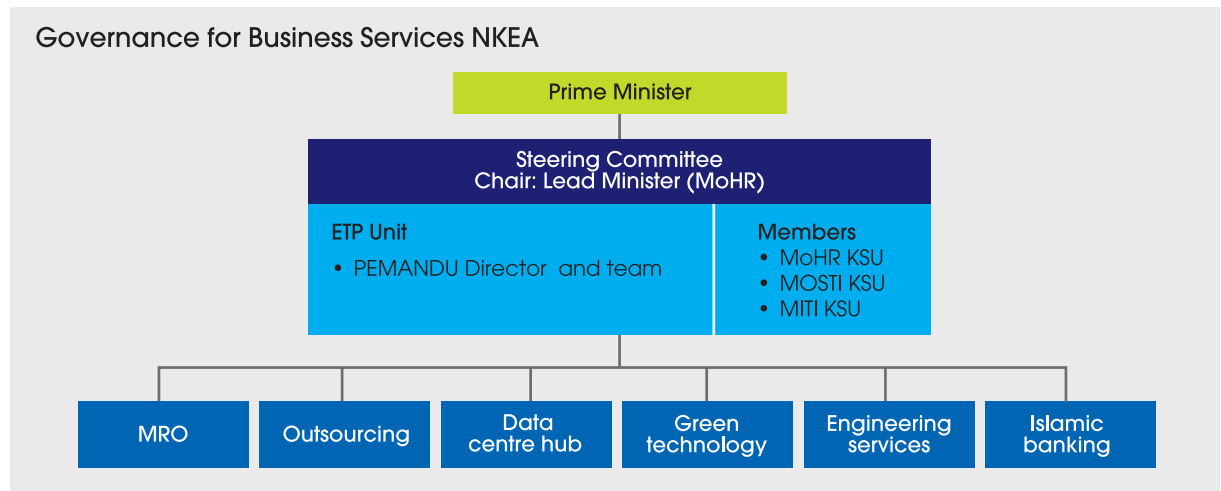 Governance for Business Services NKEA
Prime Minister
Steering Committee
Chair: Lead Minister (MoHR)
ETP Unit
• PEMANDU Director and team
Members
• MoHR KSU
• MOSTI KSU
• MITI KSU
MRO
Outsourcing
Data
centre hub
Green
technology
Engineering
services
Islamic
banking